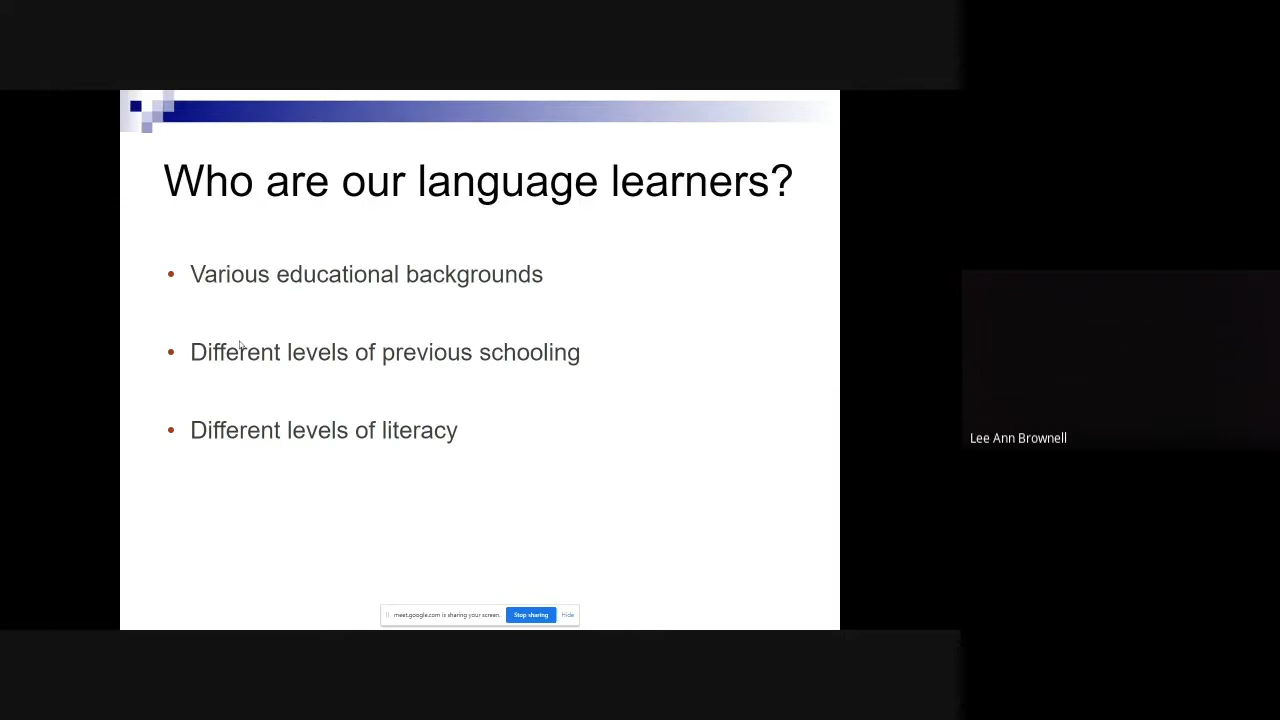 Who are our language learners?
• Various educational backgrounds
• Different levels of previous schooling
• Different levels of literacy
meet.google.com is sharing your screen. Stop sharing Hide
Lee Ann Brownell